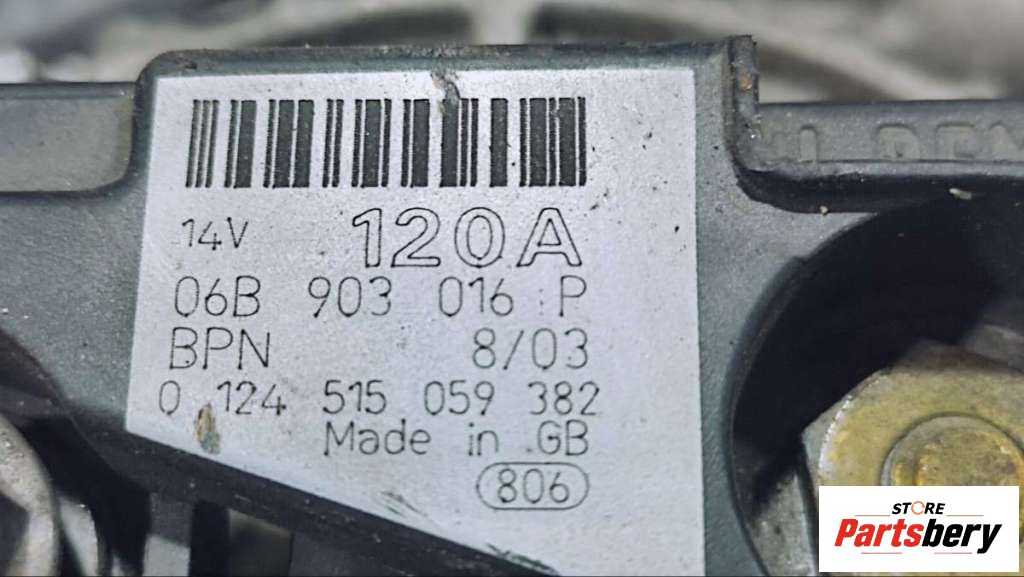 14V 120A
06B 903 016 P
BPN 8/03
0 124 515 059 382
Made in GB
806
STORE
Partsbery